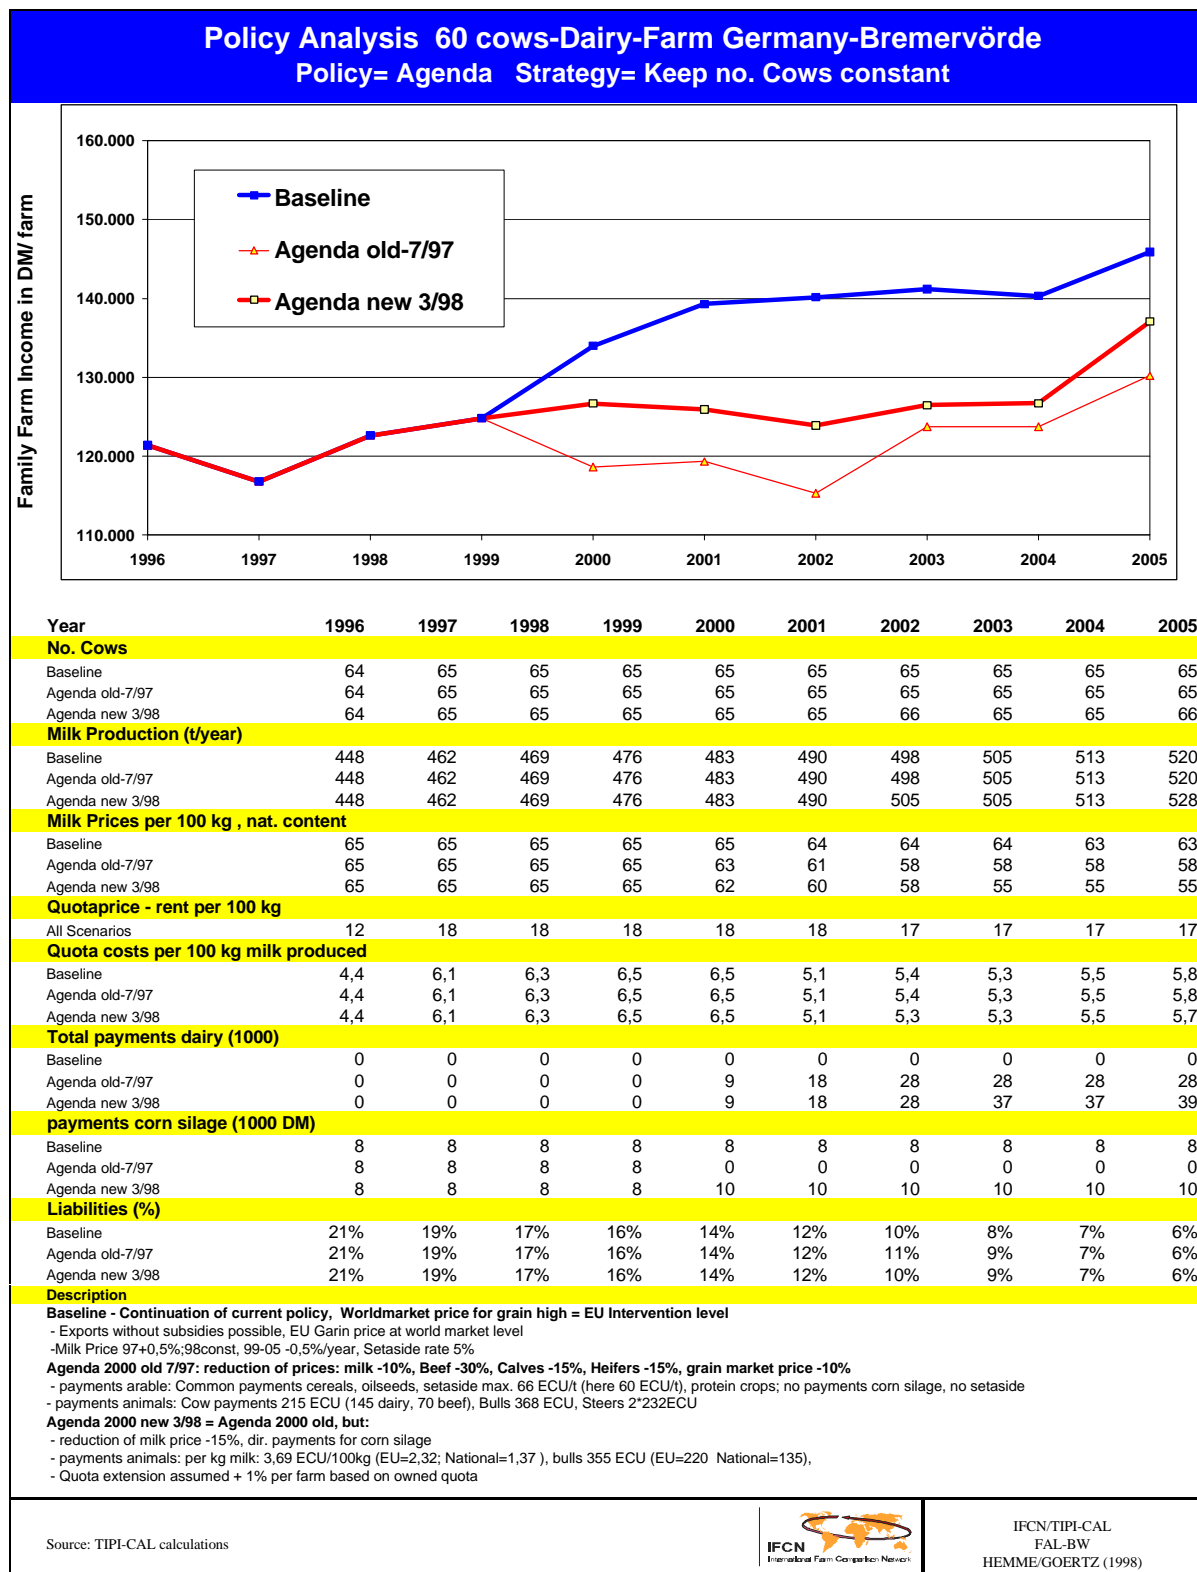 Policy Analysis 60 cows-Dairy-Farm Germany-Bremervörde
Policy= Agenda Strategy= Keep no. Cows constant
Family Farm Income in DM/ farm
160.000
150.000
140.000
130.000
120.000
110.000
Baseline
Agenda old-7/97
Agenda new 3/98
1996 1997 1998 1999 2000 2001 2002 2003 2004 2005
Year 1996 1997 1998 1999 2000 2001 2002 2003 2004 2005
No. Cows
Baseline 64 65 65 65 65 65 65 65 65 65
Agenda old-7/97 64 65 65 65 65 65 65 65 65 65
Agenda new 3/98 64 65 65 65 65 65 66 65 65 66
Milk Production (t/year)
Baseline 448 462 469 476 483 490 498 505 513 520
Agenda old-7/97 448 462 469 476 483 490 498 505 513 520
Agenda new 3/98 448 462 469 476 483 490 505 505 513 528
Milk Prices per 100 kg , nat. content
Baseline 65 65 65 65 65 64 64 64 63 63
Agenda old-7/97 65 65 65 65 63 61 58 58 58 58
Agenda new 3/98 65 65 65 65 62 60 58 55 55 55
Quotaprice - rent per 100 kg
All Scenarios 12 18 18 18 18 18 17 17 17 17
Quota costs per 100 kg milk produced
Baseline 4,4 6,1 6,3 6,5 6,5 5,1 5,4 5,3 5,5 5,8
Agenda old-7/97 4,4 6,1 6,3 6,5 6,5 5,1 5,4 5,3 5,5 5,8
Agenda new 3/98 4,4 6,1 6,3 6,5 6,5 5,1 5,3 5,3 5,5 5,7
Total payments dairy (1000)
Baseline 0 0 0 0 0 0 0 0 0 0
Agenda old-7/97 0 0 0 0 9 18 28 28 28 28
Agenda new 3/98 0 0 0 0 9 18 28 37 37 39
payments corn silage (1000 DM)
Baseline 8 8 8 8 8 8 8 8 8 8
Agenda old-7/97 8 8 8 8 0 0 0 0 0 0
Agenda new 3/98 8 8 8 8 10 10 10 10 10 10
Liabilities (%)
Baseline 21% 19% 17% 16% 14% 12% 10% 8% 7% 6%
Agenda old-7/97 21% 19% 17% 16% 14% 12% 11% 9% 7% 6%
Agenda new 3/98 21% 19% 17% 16% 14% 12% 10% 9% 7% 6%
Description
Baseline - Continuation of current policy, Worldmarket price for grain high = EU Intervention level
- Exports without subsidies possible, EU Garin price at world market level
-Milk Price 97+0,5%;98const, 99-05 -0,5%/year, Setaside rate 5%
Agenda 2000 old 7/97: reduction of prices: milk -10%, Beef -30%, Calves -15%, Heifers -15%, grain market price -10%
- payments arable: Common payments cereals, oilseeds, setaside max. 66 ECU/t (here 60 ECU/t), protein crops; no payments corn silage, no setaside
- payments animals: Cow payments 215 ECU (145 dairy, 70 beef), Bulls 368 ECU, Steers 2*232ECU
Agenda 2000 new 3/98 = Agenda 2000 old, but:
- reduction of milk price -15%, dir. payments for corn silage
- payments animals: per kg milk: 3,69 ECU/100kg (EU=2,32; National=1,37 ), bulls 355 ECU (EU=220 National=135),
- Quota extension assumed + 1% per farm based on owned quota
Source: TIPI-CAL calculations
IFCN
International Farm Comparison Network
IFCN/TIPI-CAL
FAL-BW
HEMME/GOERTZ (1998)